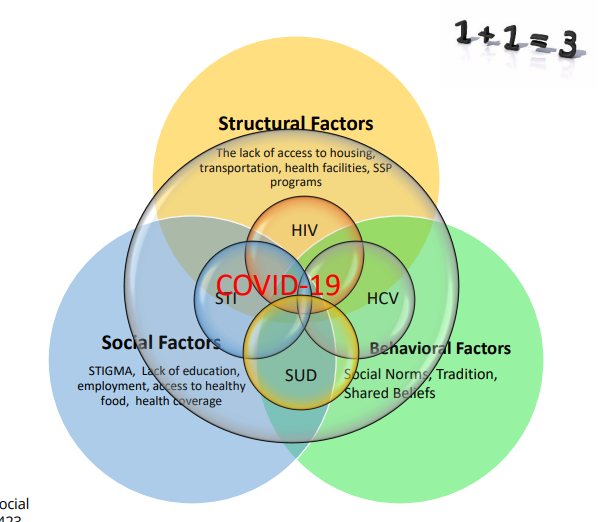 1 + 1 = 3
Structural Factors
The lack of access to housing,
transportation, health facilities, SSP
programs
HIV
COVID-19
STI
HCV
Social Factors
STIGMA, Lack of education,
employment, access to healthy
food, health coverage
Behavioral Factors
Social Norms, Tradition,
Shared Beliefs
SUD
ocial
423